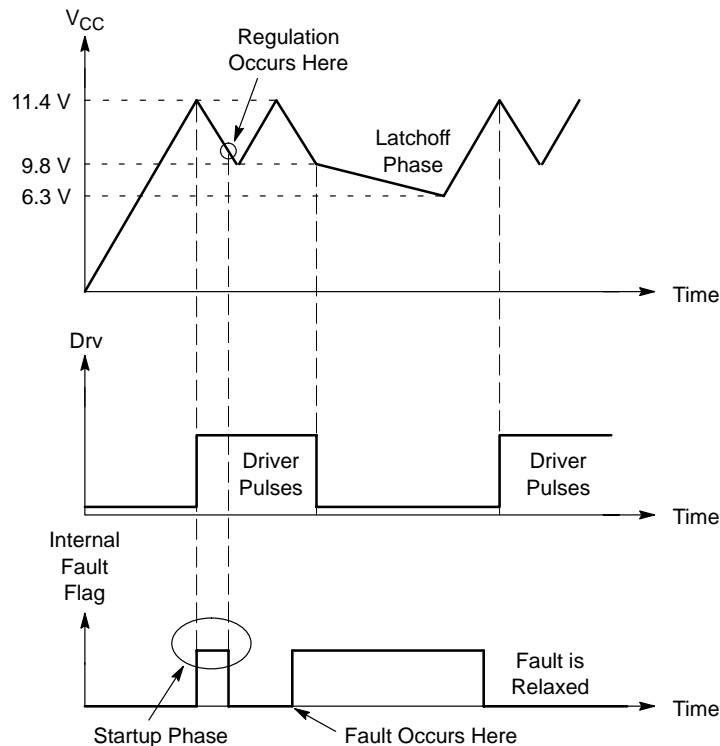 V_CC
Regulation
Occurs Here
11.4 V
Latchoff
Phase
9.8 V
6.3 V
Time
Drv
Driver
Pulses
Driver
Pulses
Time
Internal
Fault
Flag
Fault is
Relaxed
Time
Startup Phase
Fault Occurs Here